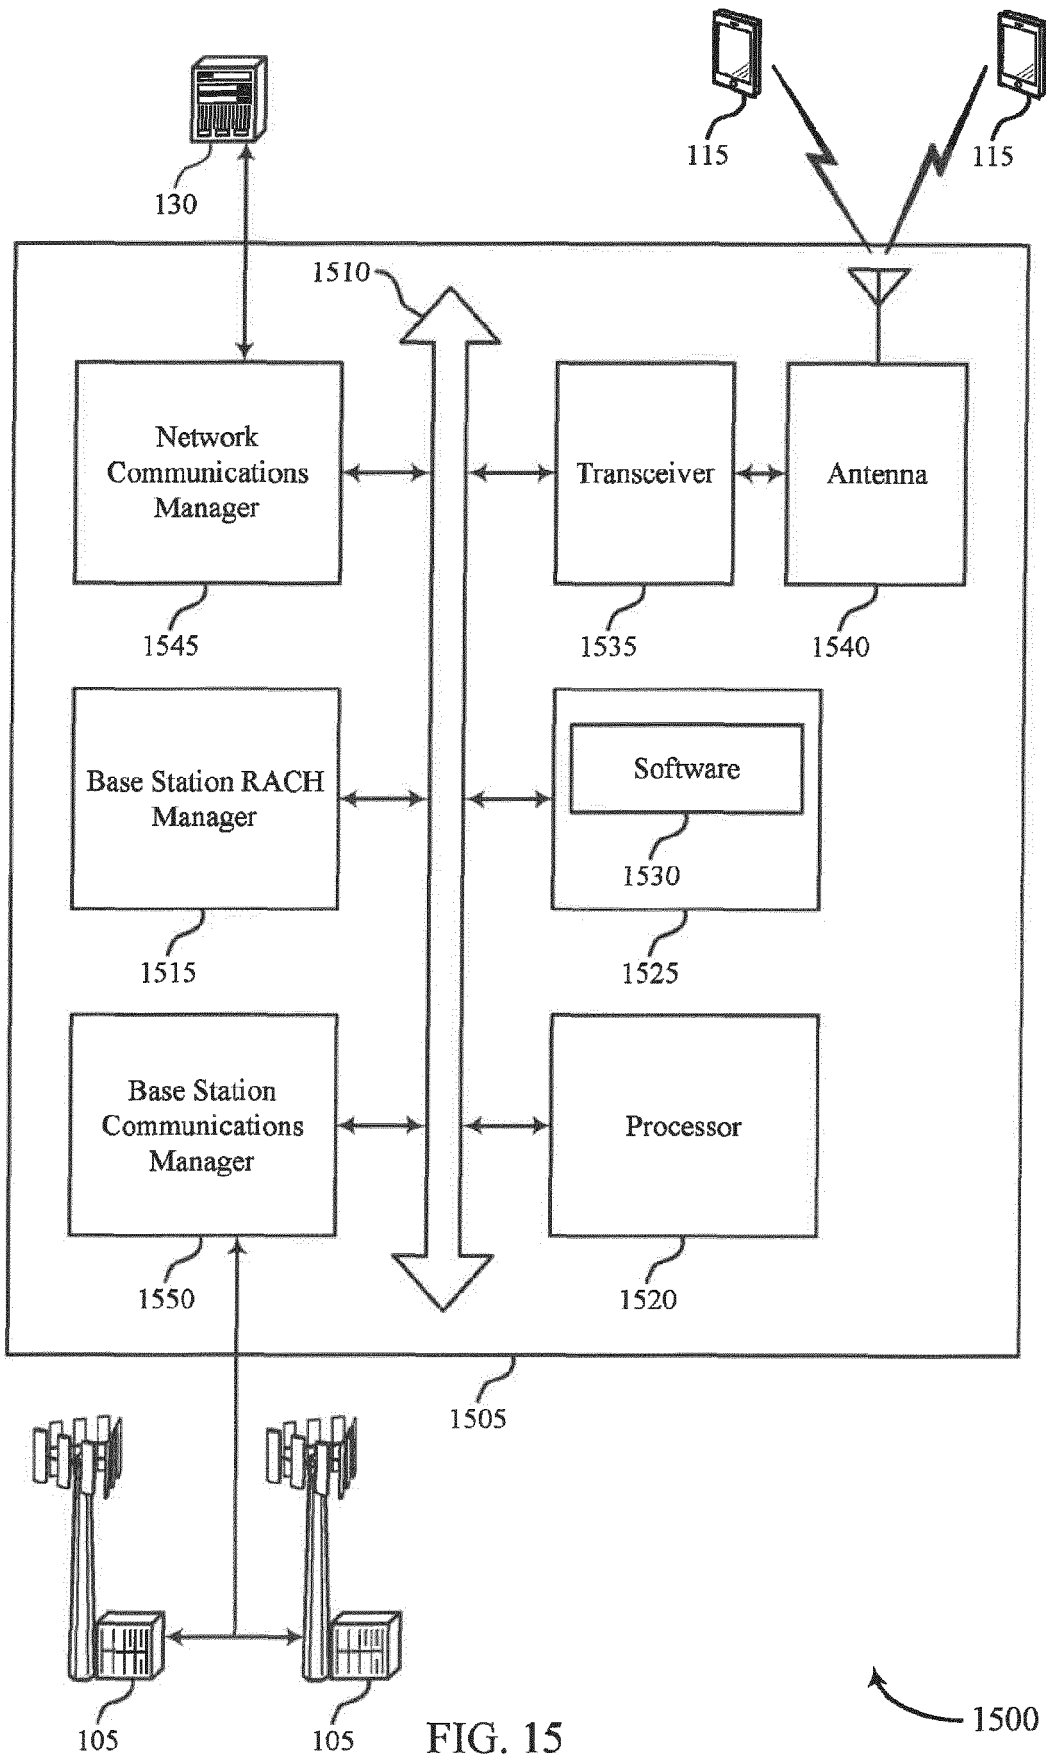 115
115
130
1510
Network
Communications
Manager
Transceiver
Antenna
1545
1535
1540
Base Station RACH
Manager
Software
1530
1515
1525
Base Station
Communications
Manager
Processor
1550
1520
1505
105
105
FIG. 15
1500